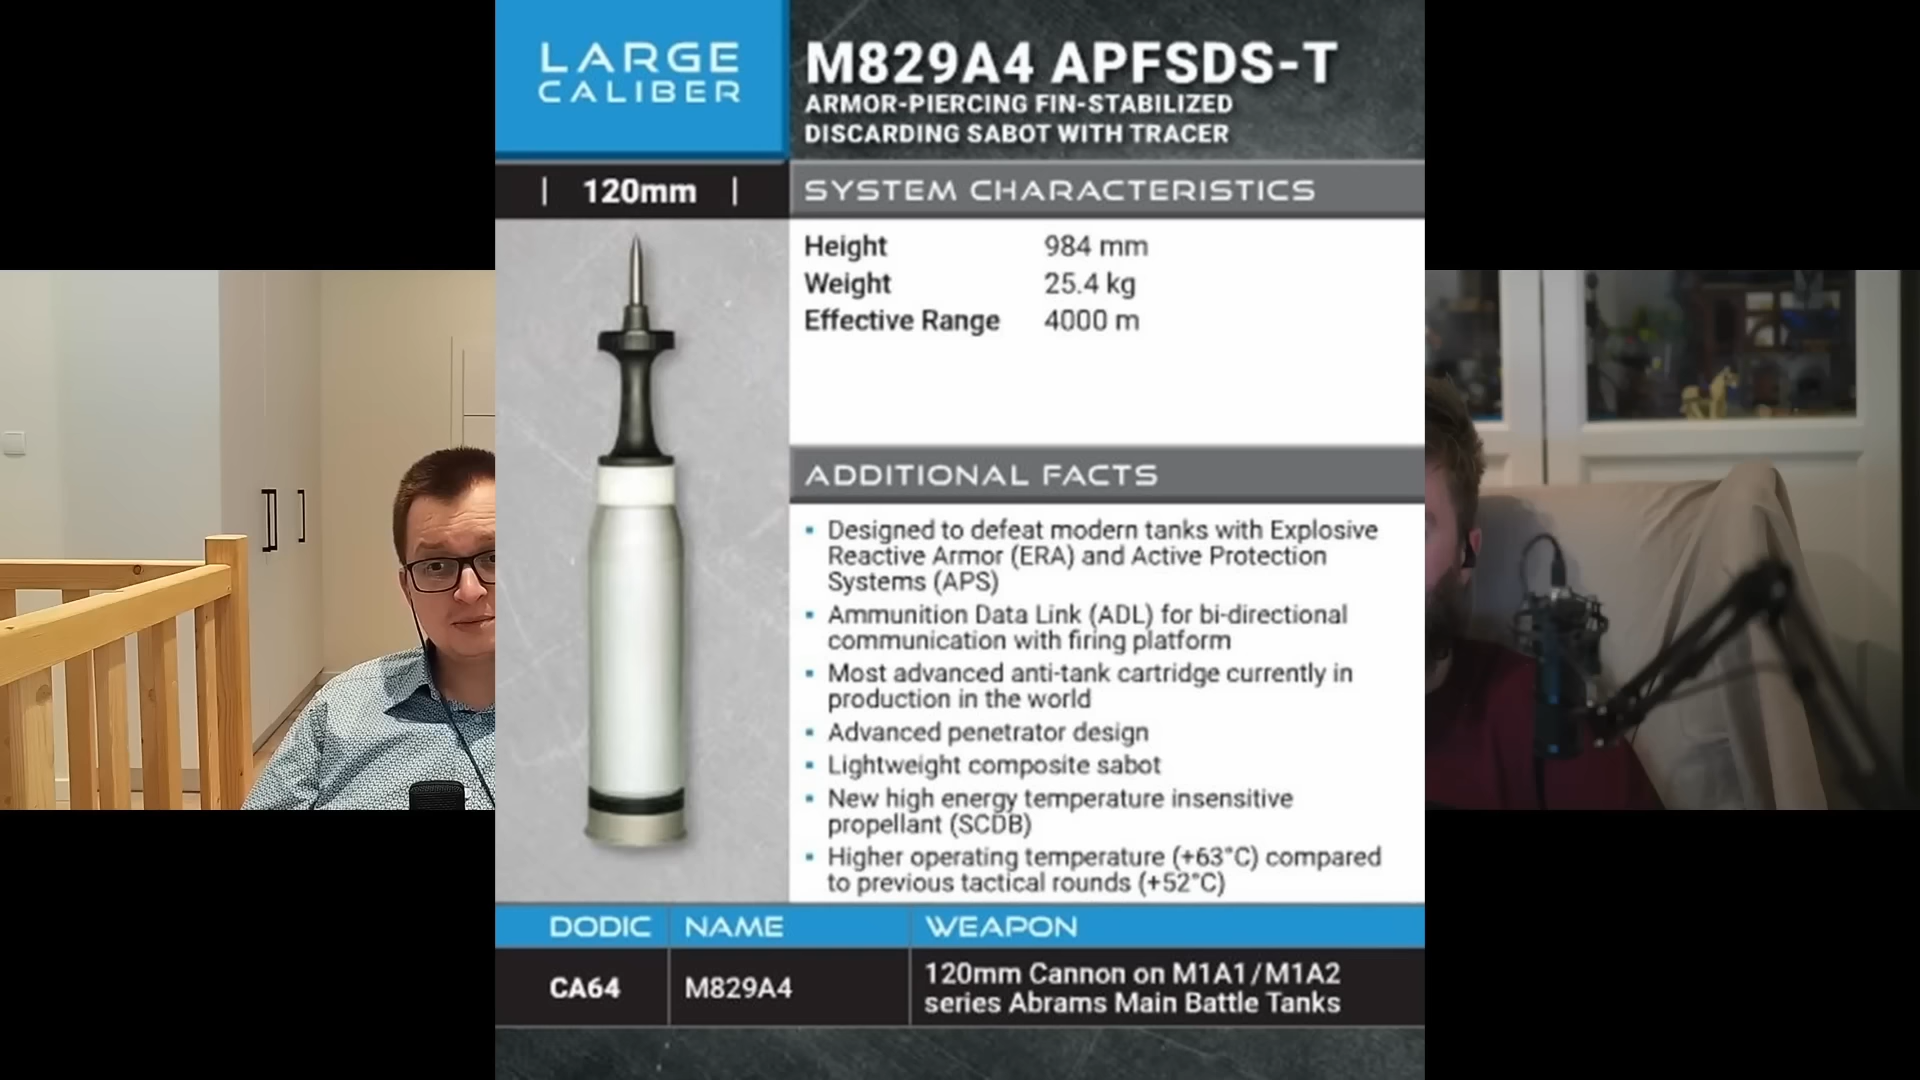 LARGE
CALIBER
| 120mm |
M829A4 APFSDS-T
ARMOR-PIERCING FIN-STABILIZED
DISCARDING SABOT WITH TRACER
SYSTEM CHARACTERISTICS
Height 984 mm
Weight 25.4 kg
Effective Range 4000 m
ADDITIONAL FACTS
▪ Designed to defeat modern tanks with Explosive
Reactive Armor (ERA) and Active Protection
Systems (APS)
▪ Ammunition Data Link (ADL) for bi-directional
communication with firing platform
▪ Most advanced anti-tank cartridge currently in
production in the world
▪ Advanced penetrator design
▪ Lightweight composite sabot
▪ New high energy temperature insensitive
propellant (SCDB)
▪ Higher operating temperature (+63°C) compared
to previous tactical rounds (+52°C)
DODIC NAME WEAPON
CA64 M829A4 120mm Cannon on M1A1/M1A2
series Abrams Main Battle Tanks